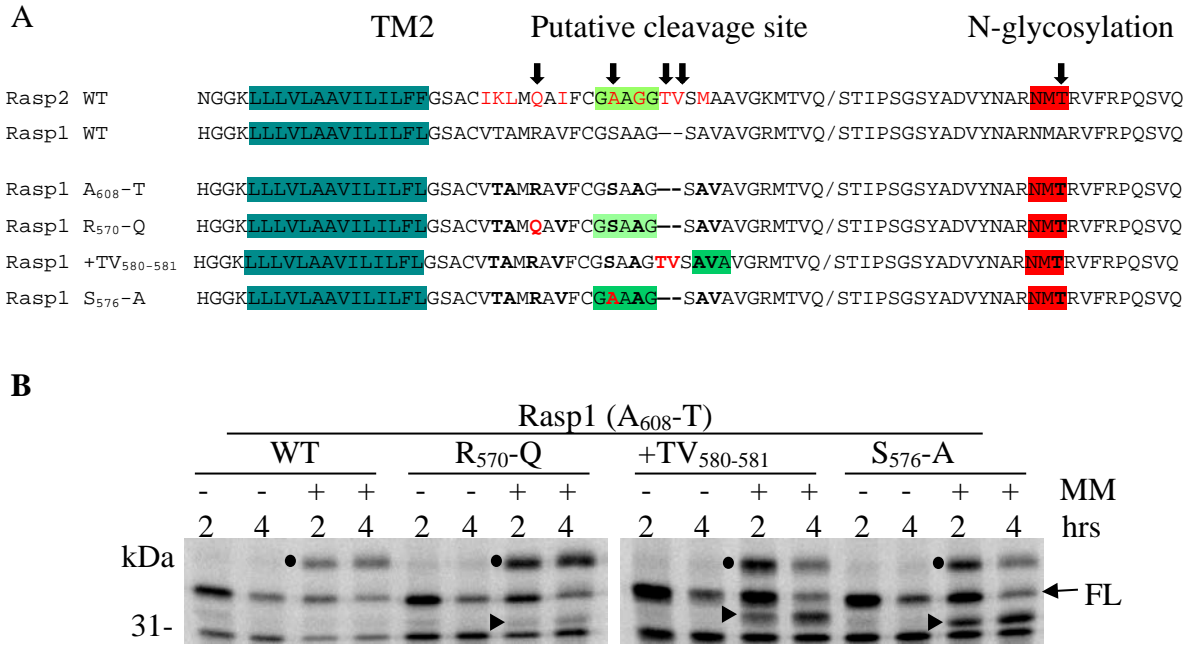 A
TM2 Putative cleavage site N-glycosylation
Rasp2 WT NGGKLLLVLAAVILILFFGSACIKLMQAIFCGAAGGTVSMAAVGKMTVQ/STIPSGSYADVYNARNMTRVFRPQSVQ
Rasp1 WT HGGKLLLVLAAVILILFLGSACVTAMRAVFCGSAAG--SAVAVGRMTVQ/STIPSGSYADVYNARNMARVFRPQSVQ
Rasp1 A608-T HGGKLLLVLAAVILILFLGSACVTAMRAVFCGSAAG--SAVAVGRMTVQ/STIPSGSYADVYNARNMTRVFRPQSVQ
Rasp1 R570-Q HGGKLLLVLAAVILILFLGSACVTAMQAVFCGSAAG--SAVAVGRMTVQ/STIPSGSYADVYNARNMTRVFRPQSVQ
Rasp1 +TV580-581 HGGKLLLVLAAVILILFLGSACVTAMRAVFCGSAAGTVSAVAVGRMTVQ/STIPSGSYADVYNARNMTRVFRPQSVQ
Rasp1 S576-A HGGKLLLVLAAVILILFLGSACVTAMRAVFCGAAAG--SAVAVGRMTVQ/STIPSGSYADVYNARNMTRVFRPQSVQ
B
Rasp1 (A608-T)
WT R570-Q +TV580-581 S576-A
- - + + - - + + - - + + - - + + MM
2 4 2 4 2 4 2 4 2 4 2 4 2 4 2 4 hrs
kDa
FL
31-